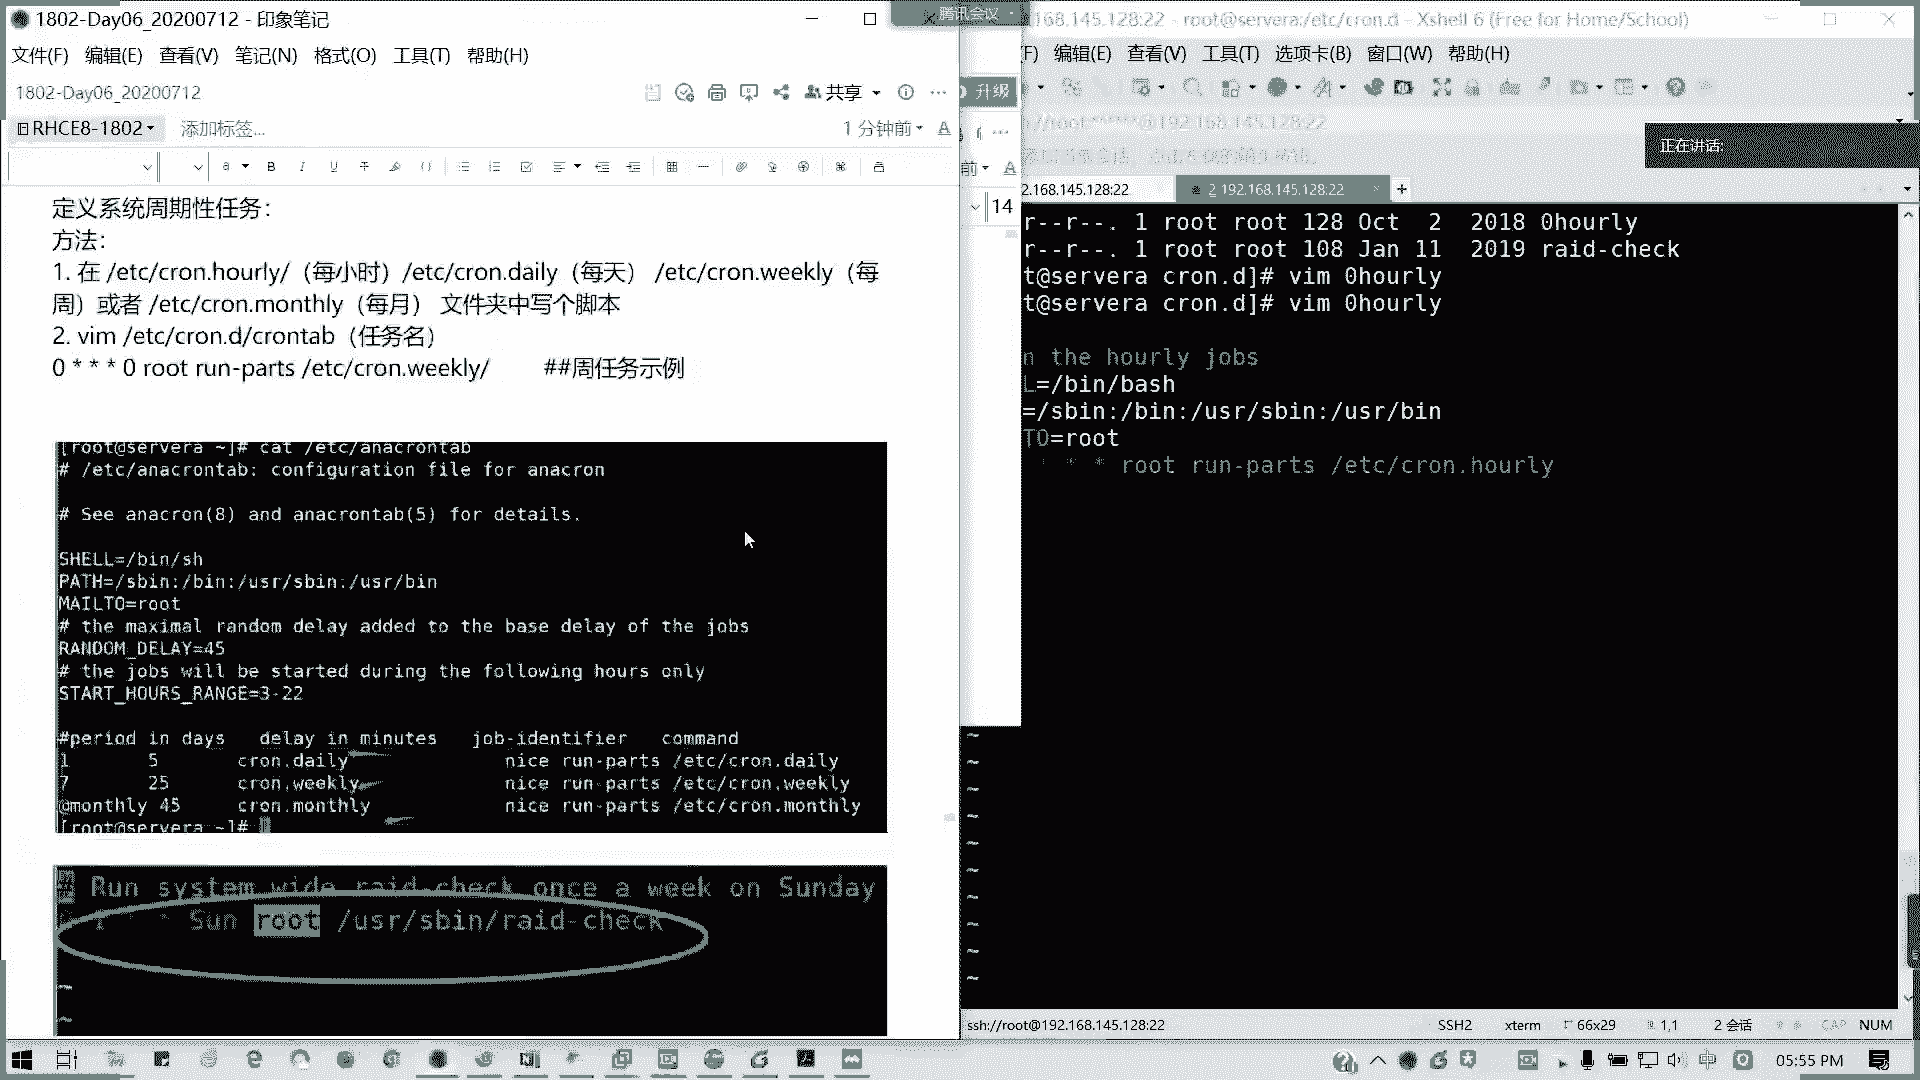 1802-Day06_20200712 - 印象笔记
腾讯会议
168.145.128:22 - root@servera:/etc/cron.d - Xshell 6 (Free for Home/School)
文件(F) 编辑(E) 查看(V) 笔记(N) 格式(O) 工具(T) 帮助(H)
F) 编辑(E) 查看(V) 工具(T) 选项卡(B) 窗口(W) 帮助(H)
1802-Day06_20200712
共享
升级
RHCE8-1802
添加标签...
1 分钟前
@192.168.145.128:22
正在讲话:
前
2.168.145.128:22
2 192.168.145.128:22
14
定义系统周期性任务:
方法:
1. 在 /etc/cron.hourly/（每小时）/etc/cron.daily（每天） /etc/cron.weekly（每
周）或者 /etc/cron.monthly（每月） 文件夹中写个脚本
2. vim /etc/cron.d/crontab（任务名）
0 * * * 0 root run-parts /etc/cron.weekly/ ##周任务示例
[root@servera ~]# cat /etc/anacrontab
# /etc/anacrontab: configuration file for anacron
# See anacron(8) and anacrontab(5) for details.
SHELL=/bin/sh
PATH=/sbin:/bin:/usr/sbin:/usr/bin
MAILTO=root
# the maximal random delay added to the base delay of the jobs
RANDOM_DELAY=45
# the jobs will be started during the following hours only
START_HOURS_RANGE=3-22
#period in days delay in minutes job-identifier command
1 5 cron.daily nice run-parts /etc/cron.daily
7 25 cron.weekly nice run-parts /etc/cron.weekly
@monthly 45 cron.monthly nice run-parts /etc/cron.monthly
[root@servera ~]#
Run system wide raid-check once a week on Sunday
1 * * Sun root /usr/sbin/raid-check
r--r--. 1 root root 128 Oct 2 2018 0hourly
r--r--. 1 root root 108 Jan 11 2019 raid-check
t@servera cron.d]# vim 0hourly
t@servera cron.d]# vim 0hourly
n the hourly jobs
L=/bin/bash
=/sbin:/bin:/usr/sbin:/usr/bin
TO=root
* * * root run-parts /etc/cron.hourly
ssh://root@192.168.145.128:22
SSH2
xterm
66x29
1,1
2 会话
CAP
NUM
中
05:55 PM